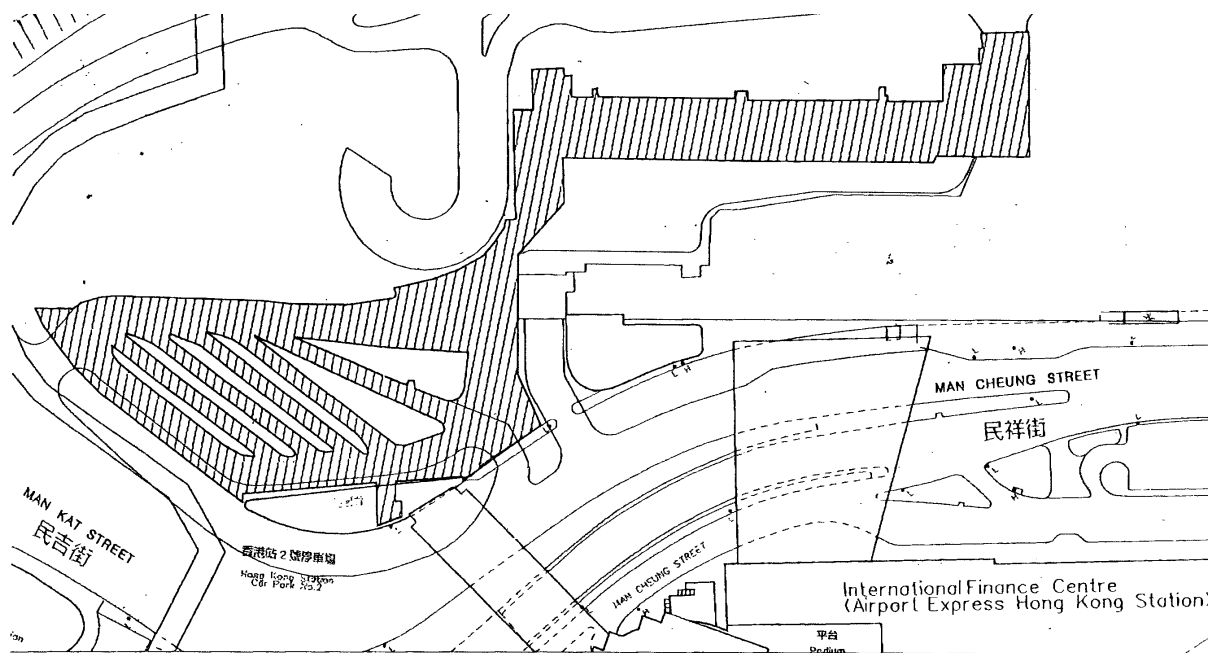 MAN CHEUNG STREET
民祥街
MAN KAT STREET
民吉街
香港站2號停車場
Hong Kong Station
Car Park No.2
MAN CHEUNG STREET
International Finance Centre
(Airport Express Hong Kong Station)
平台
Podium
L H
L
H
L
L
L
L
H